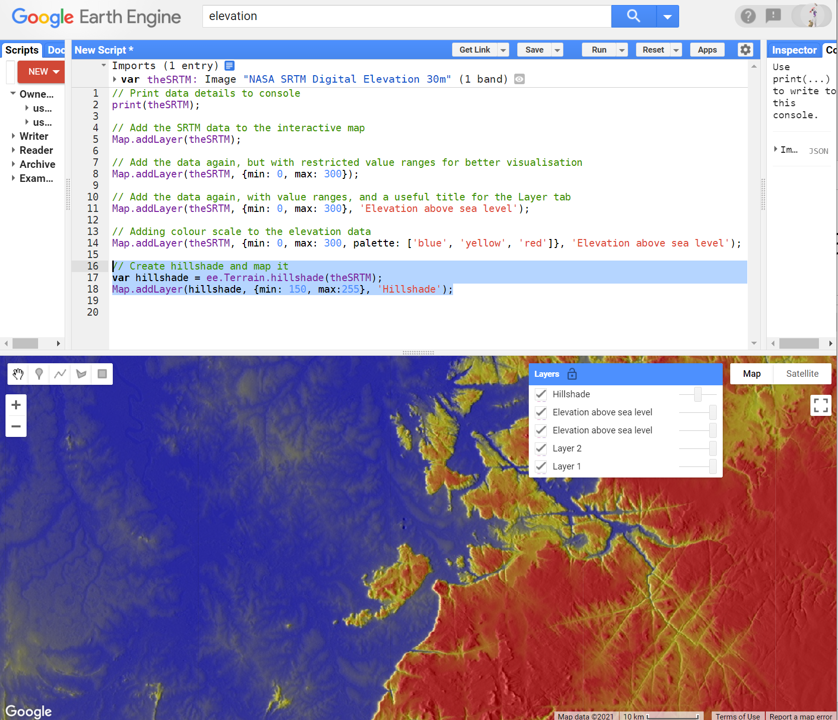 Google Earth Engine
elevation
Scripts Doc
New Script *
Get Link Save Run Reset Apps
Inspector Co
NEW
Owne...
us...
us...
Writer
Reader
Archive
Exam...
Imports (1 entry)
var theSRTM: Image "NASA SRTM Digital Elevation 30m" (1 band)
1 // Print data details to console
2 print(theSRTM);
3
4 // Add the SRTM data to the interactive map
5 Map.addLayer(theSRTM);
6
7 // Add the data again, but with restricted value ranges for better visualisation
8 Map.addLayer(theSRTM, {min: 0, max: 300});
9
10 // Add the data again, with value ranges, and a useful title for the Layer tab
11 Map.addLayer(theSRTM, {min: 0, max: 300}, 'Elevation above sea level');
12
13 // Adding colour scale to the elevation data
14 Map.addLayer(theSRTM, {min: 0, max: 300, palette: ['blue', 'yellow', 'red']}, 'Elevation above sea level');
15
16 // Create hillshade and map it
17 var hillshade = ee.Terrain.hillshade(theSRTM);
18 Map.addLayer(hillshade, {min: 150, max:255}, 'Hillshade');
19
20
Use
print(...)
to write to
this
console.
Im... JSON
Layers
Hillshade
Elevation above sea level
Elevation above sea level
Layer 2
Layer 1
Map Satellite
Google
Map data ©2021 10 km Terms of Use Report a map error